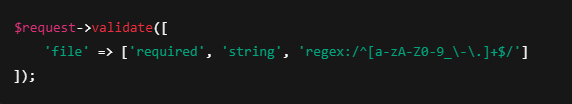 $request->validate([
    'file' => ['required', 'string', 'regex:/^[a-zA-Z0-9_\-\.]+$/']
]);